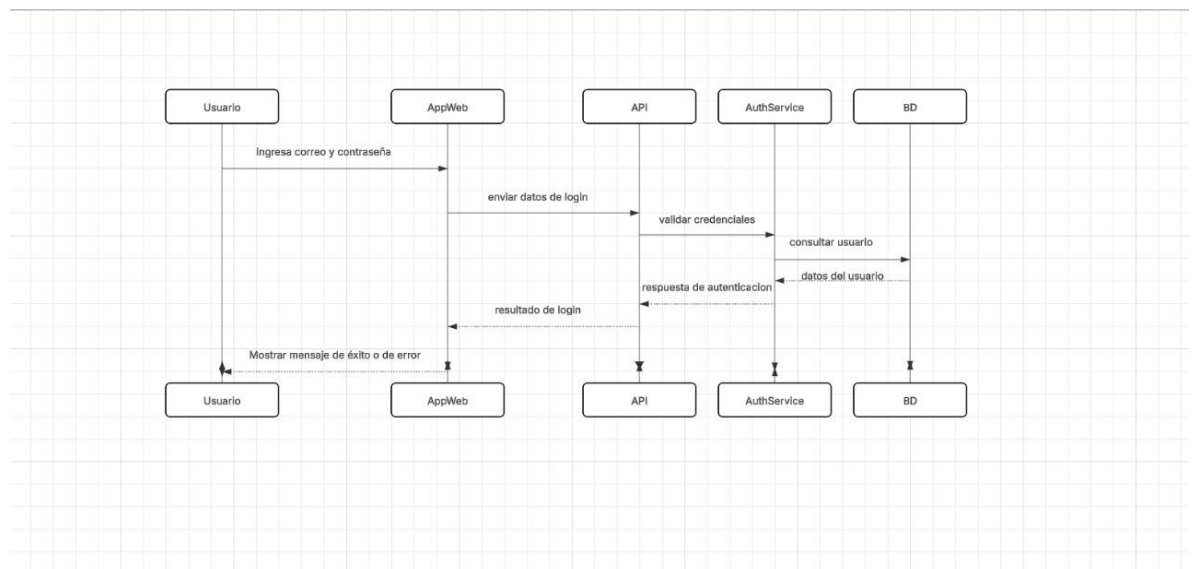 Usuario
AppWeb
API
AuthService
BD
Ingresa correo y contraseña
enviar datos de login
validar credenciales
consultar usuario
datos del usuario
respuesta de autenticacion
resultado de login
Mostrar mensaje de éxito o de error
Usuario
AppWeb
API
AuthService
BD